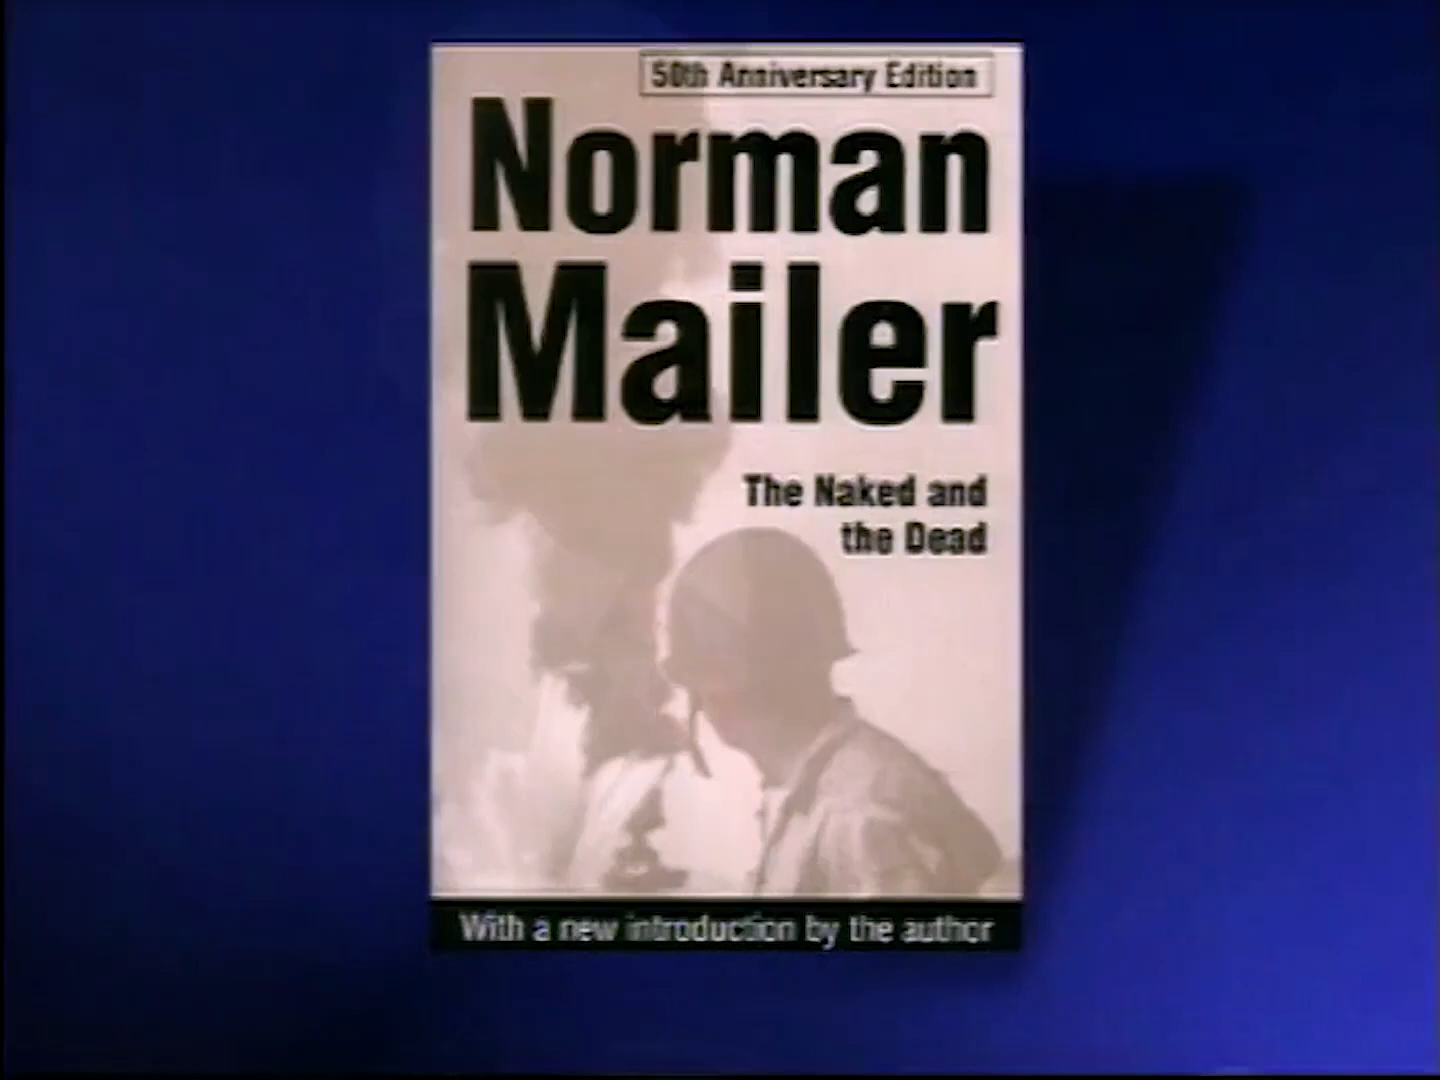 50th Anniversary Edition
Norman
Mailer
The Naked and
the Dead
With a new introduction by the author